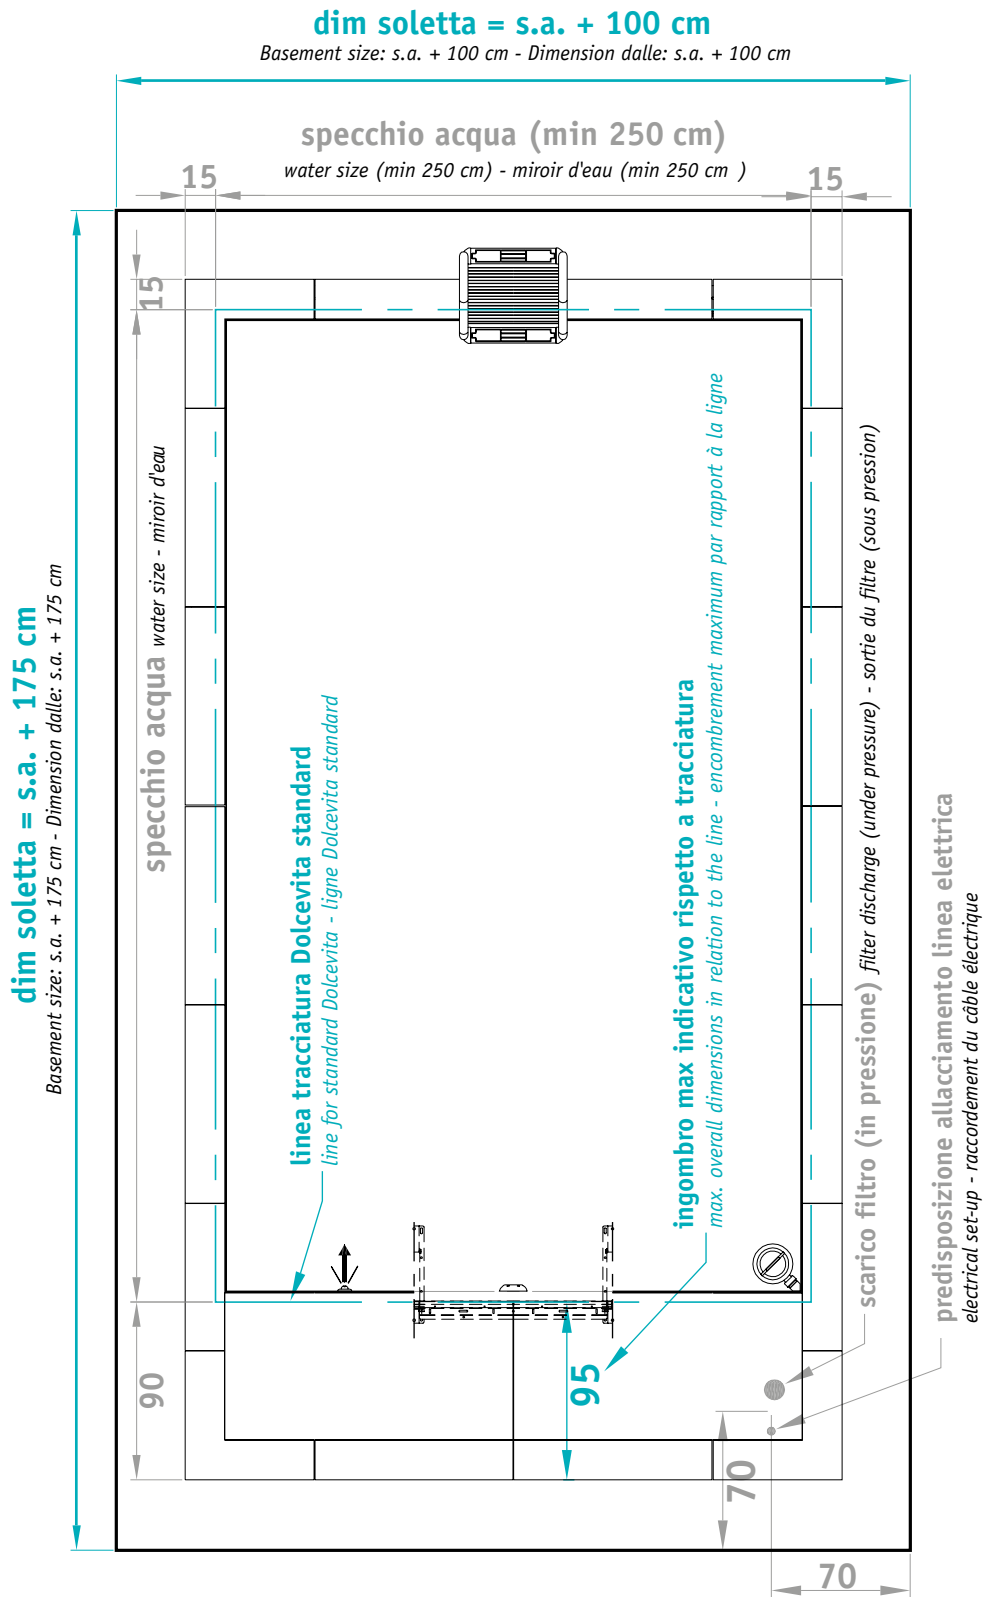 dim soletta = s.a. + 100 cm
Basement size: s.a. + 100 cm - Dimension dalle: s.a. + 100 cm
specchio acqua (min 250 cm)
water size (min 250 cm) - miroir d'eau (min 250 cm )
15
15
15
dim soletta = s.a. + 175 cm
Basement size: s.a. + 175 cm - Dimension dalle: s.a. + 175 cm
specchio acqua water size - miroir d'eau
linea tracciatura Dolcevita standard
line for standard Dolcevita - ligne Dolcevita standard
ingombro max indicativo rispetto a tracciatura
max. overall dimensions in relation to the line - encombrement maximum par rapport à la ligne
scarico filtro (in pressione) filter discharge (under pressure) - sortie du filtre (sous pression)
predisposizione allacciamento linea elettrica
electrical set-up - raccordement du câble électrique
90
95
70
70